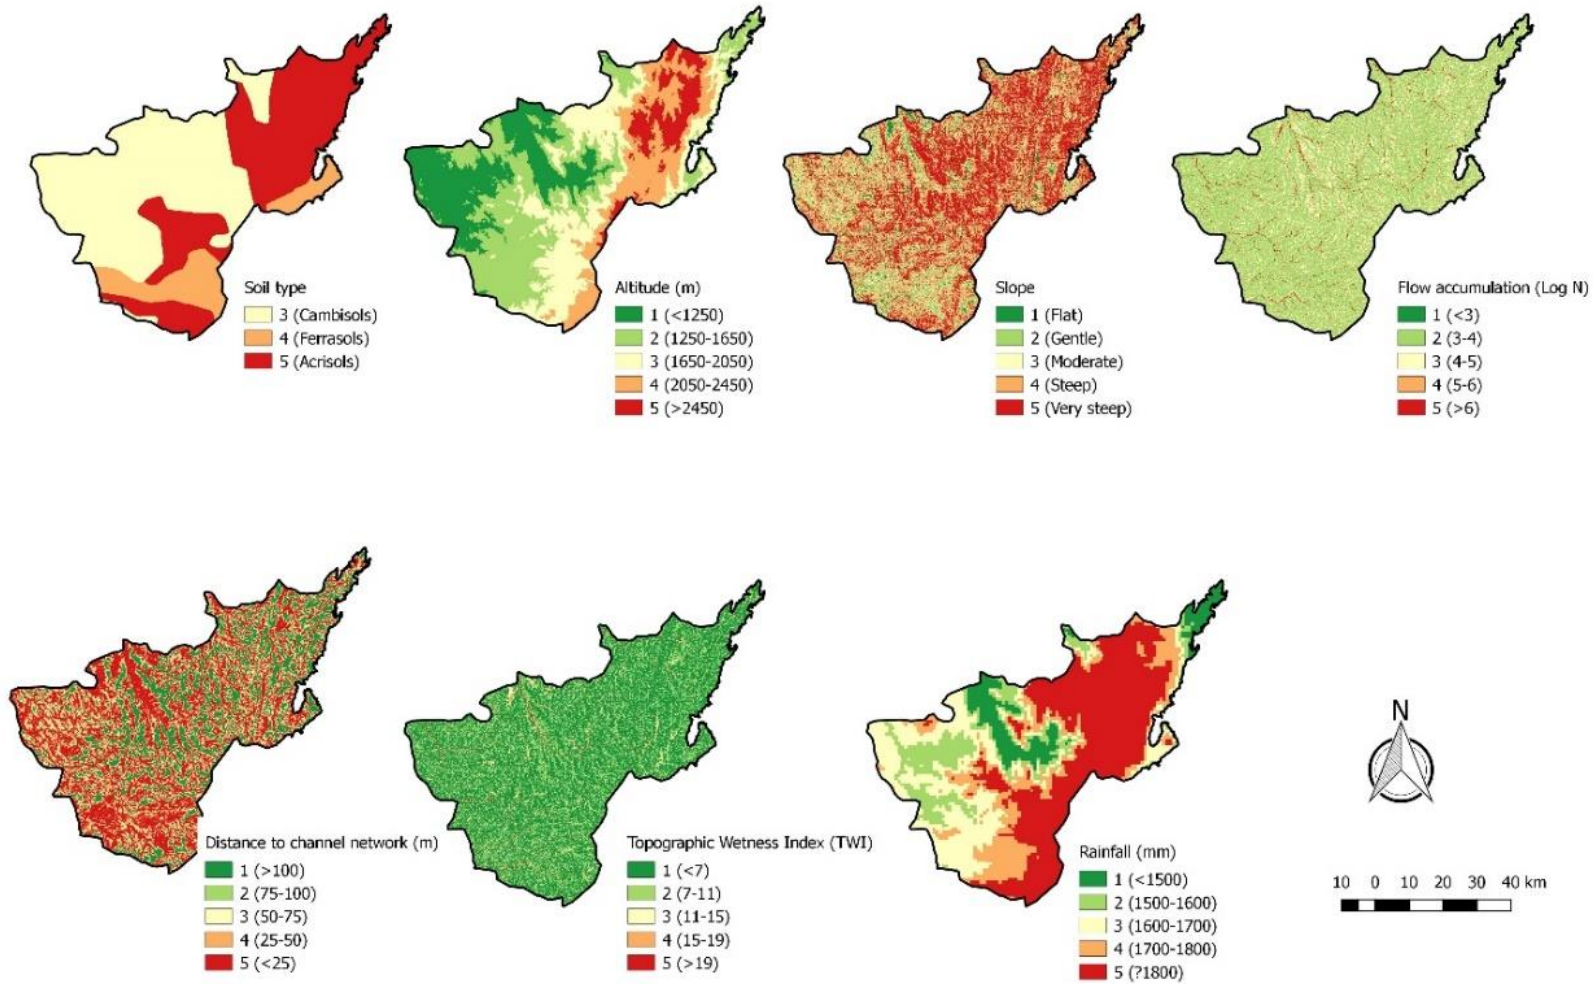 Soil type
3 (Cambisols)
4 (Ferrasols)
5 (Acrisols)
Altitude (m)
1 (<1250)
2 (1250-1650)
3 (1650-2050)
4 (2050-2450)
5 (>2450)
Slope
1 (Flat)
2 (Gentle)
3 (Moderate)
4 (Steep)
5 (Very steep)
Flow accumulation (Log N)
1 (<3)
2 (3-4)
3 (4-5)
4 (5-6)
5 (>6)
Distance to channel network (m)
1 (>100)
2 (75-100)
3 (50-75)
4 (25-50)
5 (<25)
Topographic Wetness Index (TWI)
1 (<7)
2 (7-11)
3 (11-15)
4 (15-19)
5 (>19)
Rainfall (mm)
1 (<1500)
2 (1500-1600)
3 (1600-1700)
4 (1700-1800)
5 (?1800)
N
10 0 10 20 30 40 km